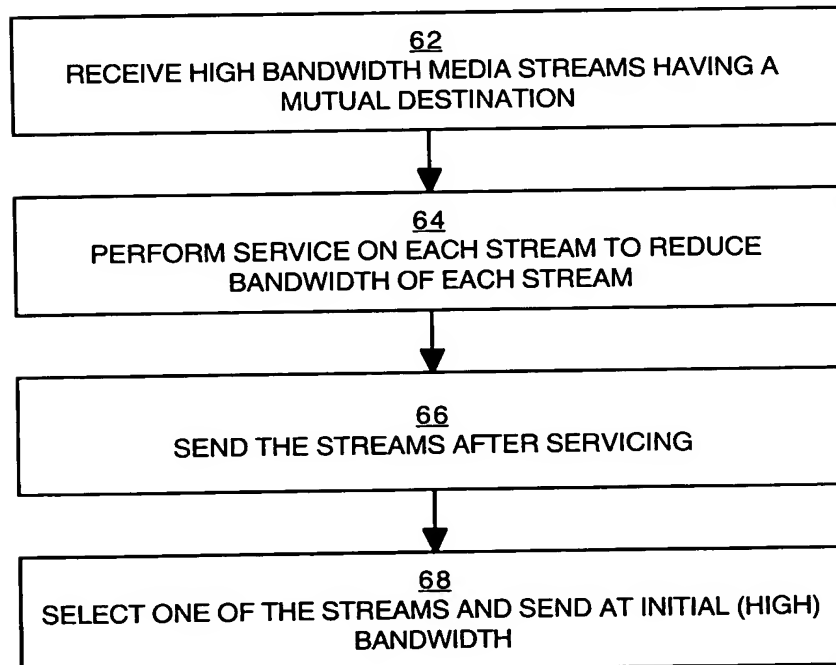 62
RECEIVE HIGH BANDWIDTH MEDIA STREAMS HAVING A
MUTUAL DESTINATION
64
PERFORM SERVICE ON EACH STREAM TO REDUCE
BANDWIDTH OF EACH STREAM
66
SEND THE STREAMS AFTER SERVICING
68
SELECT ONE OF THE STREAMS AND SEND AT INITIAL (HIGH)
BANDWIDTH